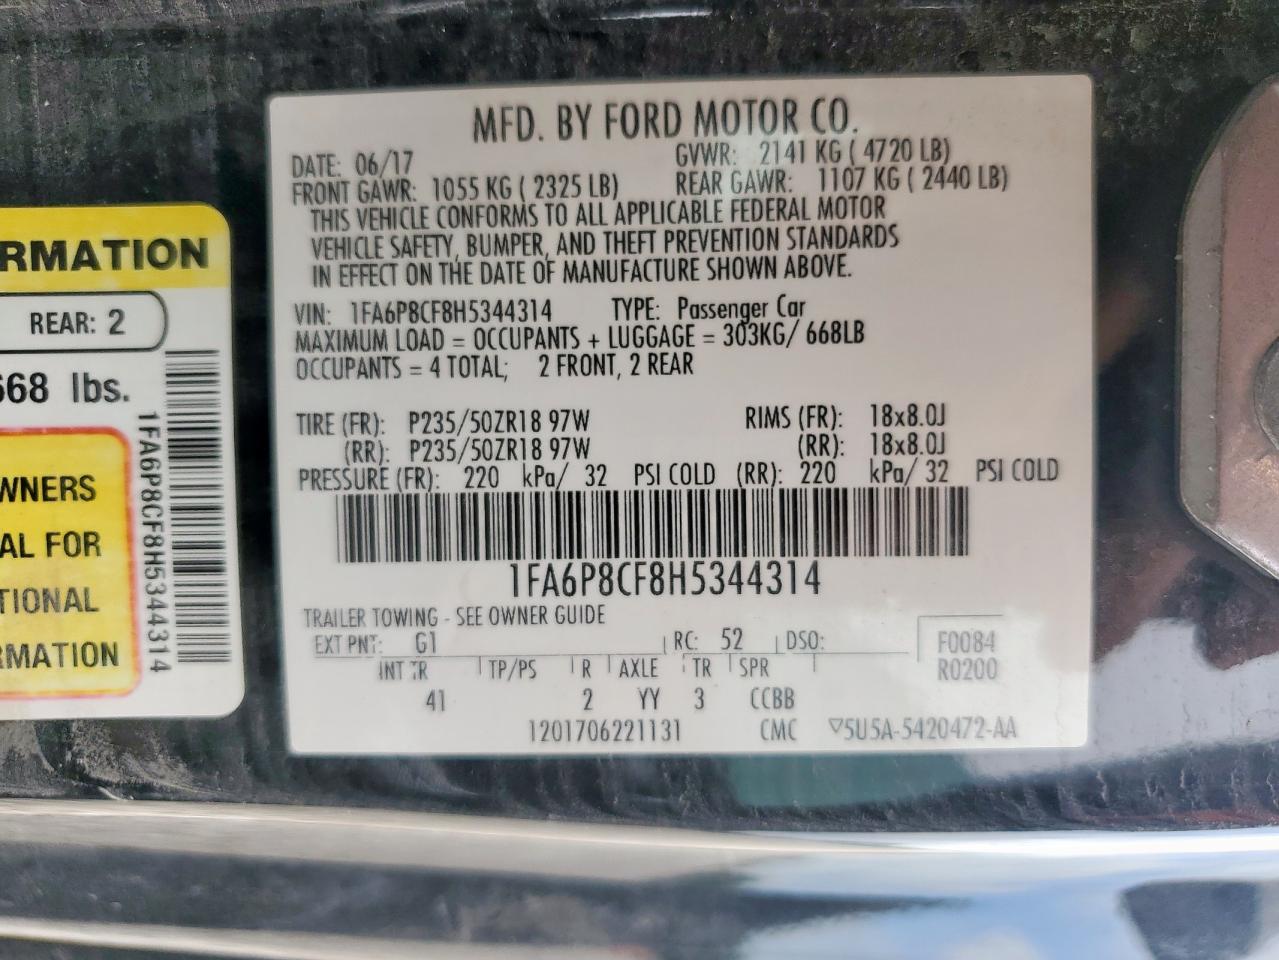 MFD. BY FORD MOTOR CO.
DATE: 06/17 GVWR: 2141 KG ( 4720 LB)
FRONT GAWR: 1055 KG ( 2325 LB) REAR GAWR: 1107 KG ( 2440 LB)
THIS VEHICLE CONFORMS TO ALL APPLICABLE FEDERAL MOTOR
VEHICLE SAFETY, BUMPER, AND THEFT PREVENTION STANDARDS
IN EFFECT ON THE DATE OF MANUFACTURE SHOWN ABOVE.
VIN: 1FA6P8CF8H5344314 TYPE: Passenger Car
MAXIMUM LOAD = OCCUPANTS + LUGGAGE = 303KG/ 668LB
OCCUPANTS = 4 TOTAL; 2 FRONT, 2 REAR
TIRE (FR): P235/50ZR18 97W RIMS (FR): 18x8.0J
(RR): P235/50ZR18 97W (RR): 18x8.0J
PRESSURE (FR): 220 kPa/ 32 PSI COLD (RR): 220 kPa/ 32 PSI COLD
1FA6P8CF8H5344314
TRAILER TOWING - SEE OWNER GUIDE
EXT PNT: G1 RC: 52 DSO: F0084
INT TR TP/PS R AXLE TR SPR R0200
41 2 YY 3 CCBB
1201706221131 CMC ▽5U5A-5420472-AA
RMATION
REAR: 2
668 lbs.
WNERS
AL FOR
TIONAL
RMATION
1FA6P8CF8H5344314